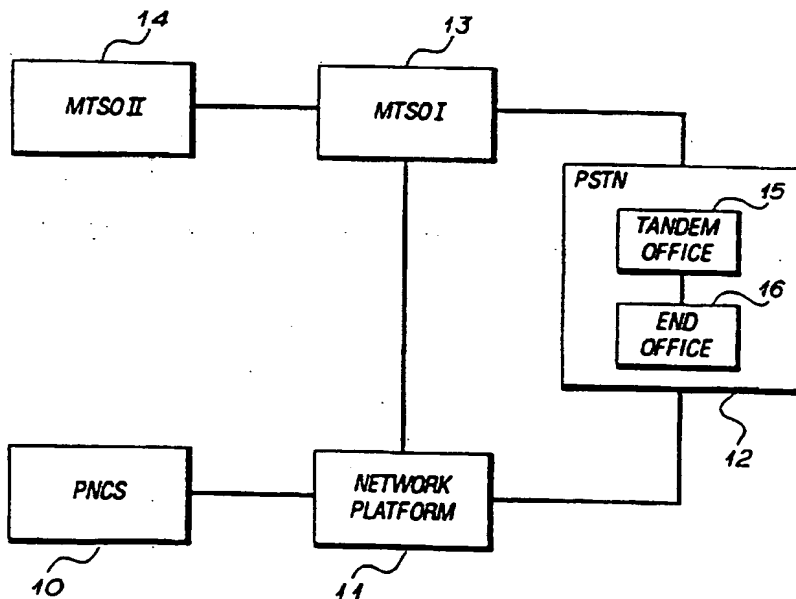 14
13
MTSO II
MTSO I
PSTN
15
TANDEM
OFFICE
16
END
OFFICE
12
PNCS
NETWORK
PLATFORM
10
11